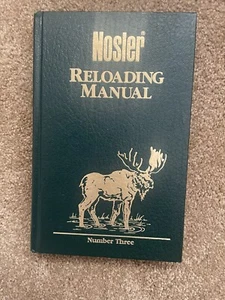 Nosler®
RELOADING
MANUAL
Number Three